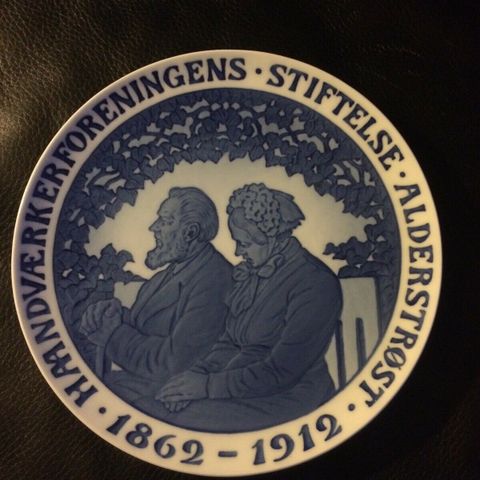 HAANDVÆRKERFORENINGENS · STIFTELSE · ALDERSTRØST ·
1862 - 1912 ·